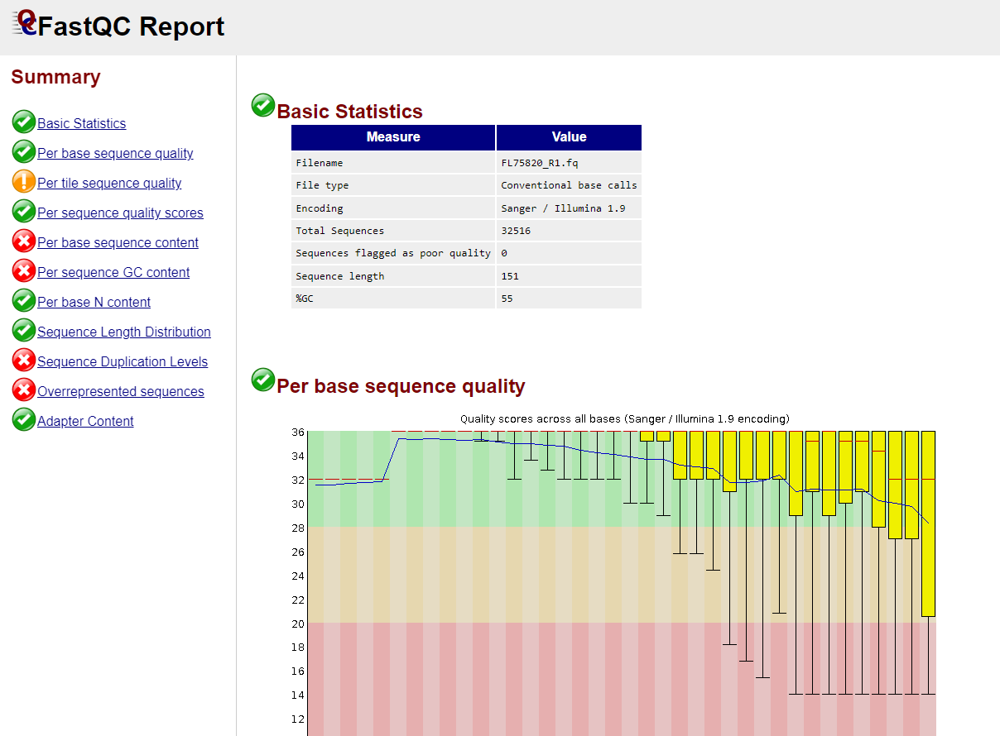 FastQC Report
Summary
Basic Statistics
Per base sequence quality
Per tile sequence quality
Per sequence quality scores
Per base sequence content
Per sequence GC content
Per base N content
Sequence Length Distribution
Sequence Duplication Levels
Overrepresented sequences
Adapter Content
Basic Statistics
Measure Value
Filename FL75820_R1.fq
File type Conventional base calls
Encoding Sanger / Illumina 1.9
Total Sequences 32516
Sequences flagged as poor quality 0
Sequence length 151
%GC 55
Per base sequence quality
Quality scores across all bases (Sanger / Illumina 1.9 encoding)
36
34
32
30
28
26
24
22
20
18
16
14
12